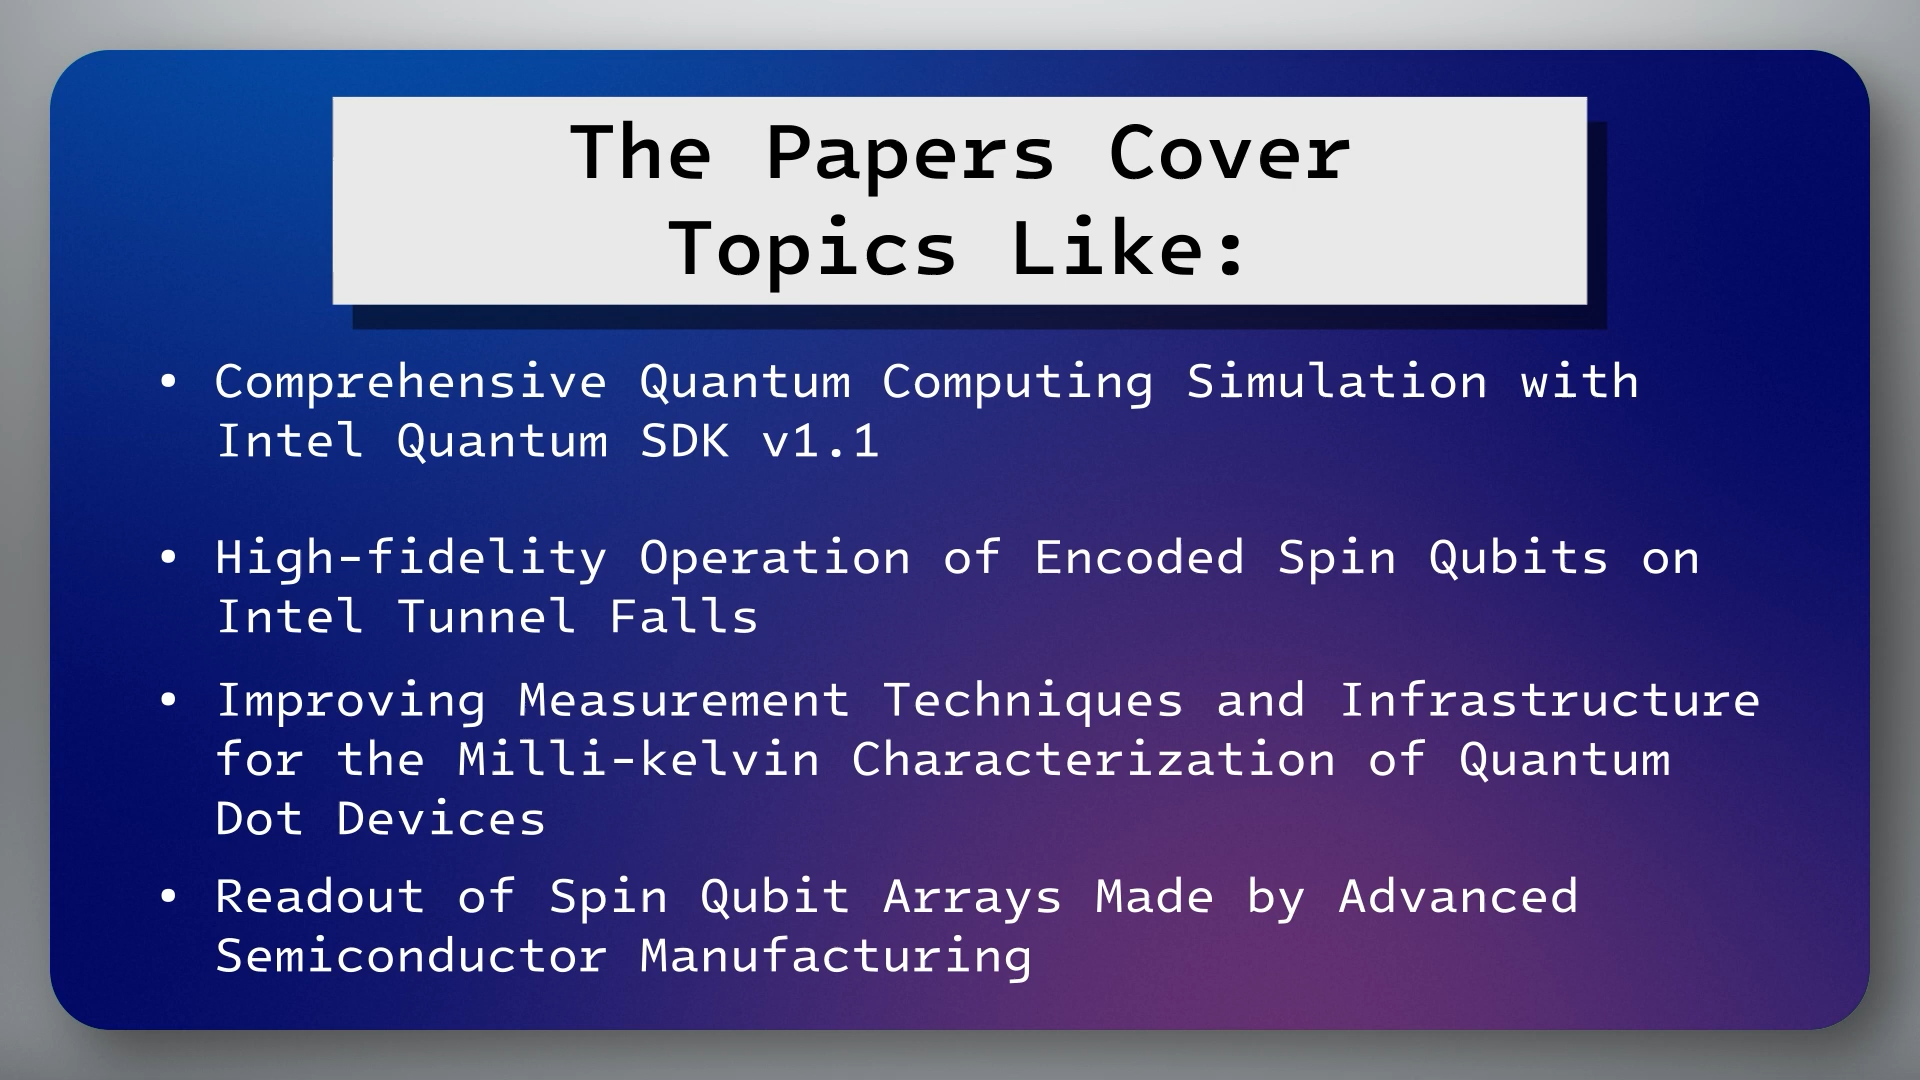 The Papers Cover
Topics Like:
• Comprehensive Quantum Computing Simulation with
Intel Quantum SDK v1.1
• High-fidelity Operation of Encoded Spin Qubits on
Intel Tunnel Falls
• Improving Measurement Techniques and Infrastructure
for the Milli-kelvin Characterization of Quantum
Dot Devices
• Readout of Spin Qubit Arrays Made by Advanced
Semiconductor Manufacturing